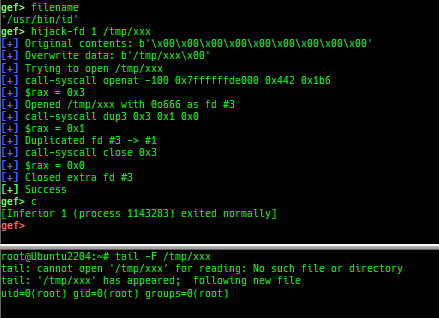 gef> filename
'/usr/bin/id'
gef> hijack-fd 1 /tmp/xxx
[+] Original contents: b'\x00\x00\x00\x00\x00\x00\x00\x00\x00'
[+] Overwrite data: b'/tmp/xxx\x00'
[+] Trying to open /tmp/xxx
[+] call-syscall openat -100 0x7ffffffde000 0x442 0x1b6
[+] $rax = 0x3
[+] Opened /tmp/xxx with 0o666 as fd #3
[+] call-syscall dup3 0x3 0x1 0x0
[+] $rax = 0x1
[+] Duplicated fd #3 -> #1
[+] call-syscall close 0x3
[+] $rax = 0x0
[+] Closed extra fd #3
[+] Success
gef> c
[Inferior 1 (process 1143283) exited normally]
gef>
root@Ubuntu2204:~# tail -F /tmp/xxx
tail: cannot open '/tmp/xxx' for reading: No such file or directory
tail: '/tmp/xxx' has appeared;  following new file
uid=0(root) gid=0(root) groups=0(root)